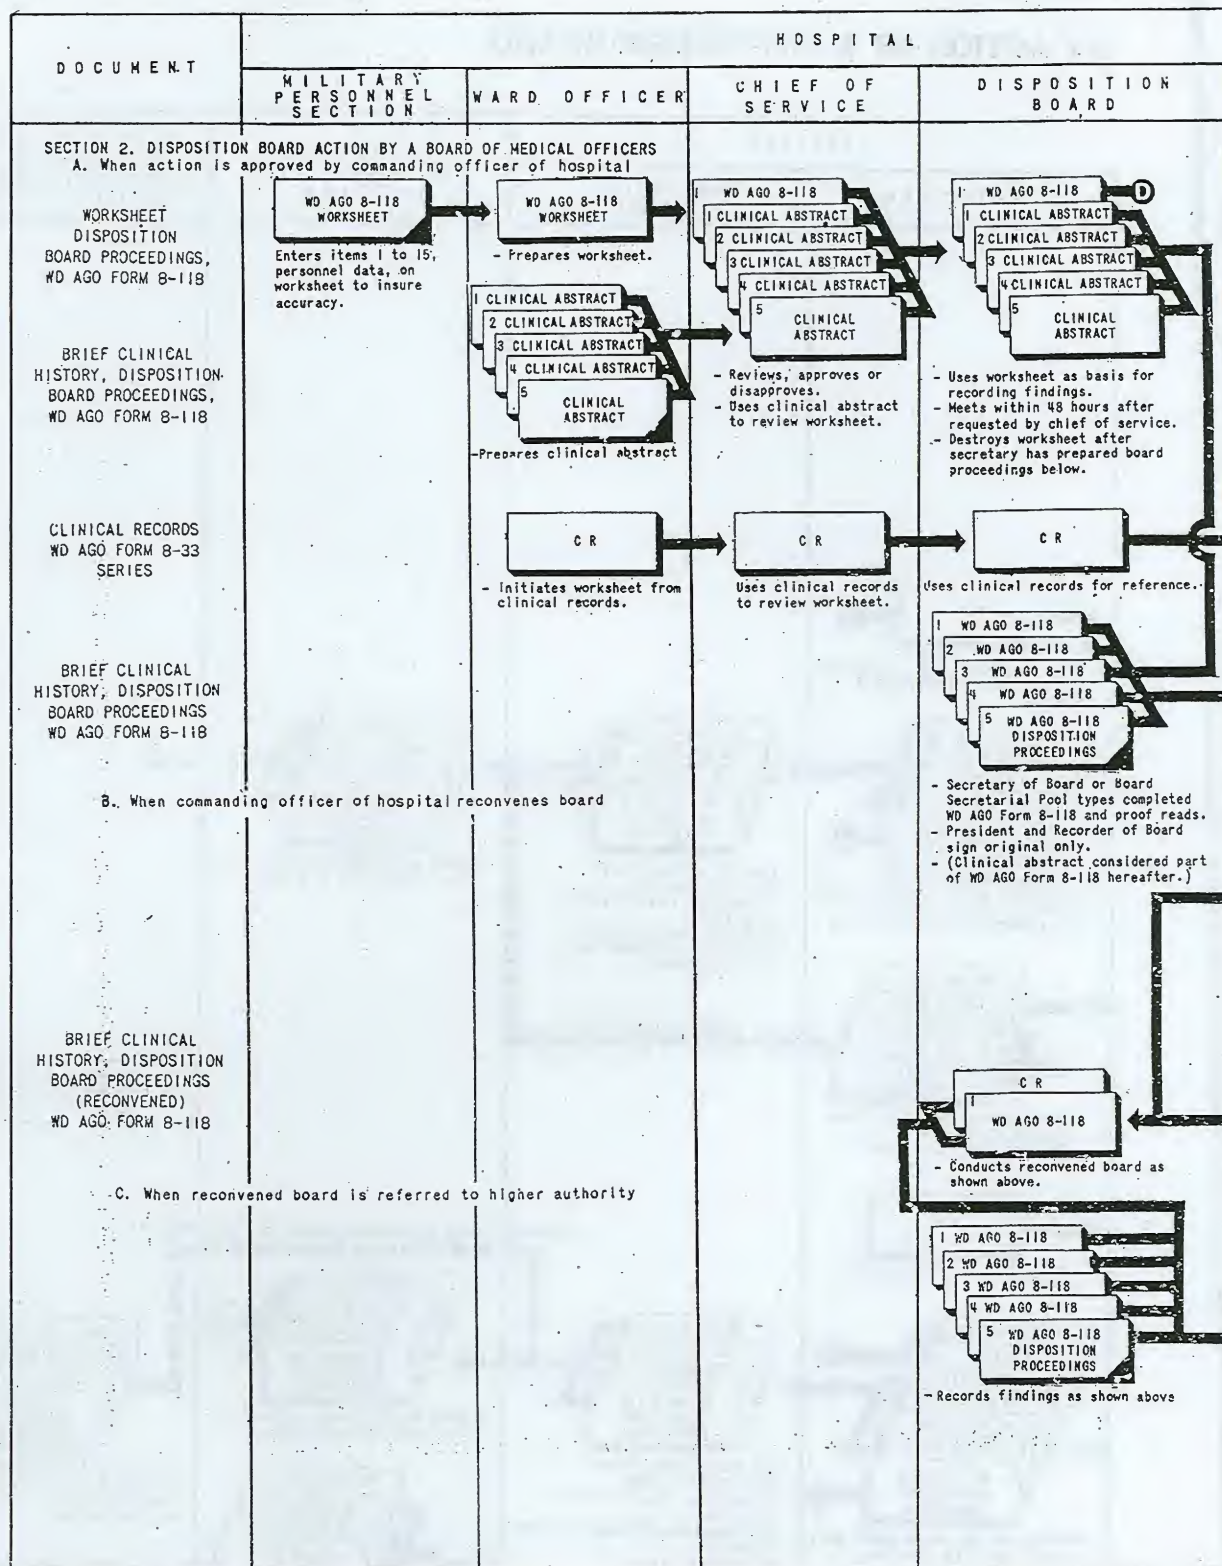 HOSPITAL
DOCUMENT
MILITARY
PERSONNEL
SECTION
WARD OFFICER
CHIEF OF
SERVICE
DISPOSITION
BOARD
SECTION 2. DISPOSITION BOARD ACTION BY A BOARD OF MEDICAL OFFICERS
A. When action is approved by commanding officer of hospital
WORKSHEET
DISPOSITION
BOARD PROCEEDINGS,
WD AGO FORM 8-118
WD AGO 8-118
WORKSHEET
Enters items 1 to 15,
personnel data, on
worksheet to insure
accuracy.
WD AGO 8-118
WORKSHEET
- Prepares worksheet.
1 WD AGO 8-118
1 CLINICAL ABSTRACT
2 CLINICAL ABSTRACT
3 CLINICAL ABSTRACT
4 CLINICAL ABSTRACT
5 CLINICAL
ABSTRACT
1 WD AGO 8-118
D
1 CLINICAL ABSTRACT
2 CLINICAL ABSTRACT
3 CLINICAL ABSTRACT
4 CLINICAL ABSTRACT
5 CLINICAL
ABSTRACT
BRIEF CLINICAL
HISTORY, DISPOSITION
BOARD PROCEEDINGS,
WD AGO FORM 8-118
1 CLINICAL ABSTRACT
2 CLINICAL ABSTRACT
3 CLINICAL ABSTRACT
4 CLINICAL ABSTRACT
5 CLINICAL
ABSTRACT
-Prepares clinical abstract
- Reviews, approves or
disapproves.
- Uses clinical abstract
to review worksheet.
- Uses worksheet as basis for
recording findings.
- Meets within 48 hours after
requested by chief of service.
- Destroys worksheet after
secretary has prepared board
proceedings below.
CLINICAL RECORDS
WD AGO FORM 8-33
SERIES
C R
- Initiates worksheet from
clinical records.
C R
Uses clinical records
to review worksheet.
C R
Uses clinical records for reference.
BRIEF CLINICAL
HISTORY, DISPOSITION
BOARD PROCEEDINGS
WD AGO FORM 8-118
1 WD AGO 8-118
2 WD AGO 8-118
3 WD AGO 8-118
4 WD AGO 8-118
5 WD AGO 8-118
DISPOSITION
PROCEEDINGS
- Secretary of Board or Board
Secretarial Pool types completed
WD AGO Form 8-118 and proof reads.
- President and Recorder of Board
sign original only.
- (Clinical abstract considered part
of WD AGO Form 8-118 hereafter.)
B. When commanding officer of hospital reconvenes board
BRIEF CLINICAL
HISTORY, DISPOSITION
BOARD PROCEEDINGS
(RECONVENED)
WD AGO FORM 8-118
C R
1
WD AGO 8-118
- Conducts reconvened board as
shown above.
C. When reconvened board is referred to higher authority
1 WD AGO 8-118
2 WD AGO 8-118
3 WD AGO 8-118
4 WD AGO 8-118
5 WD AGO 8-118
DISPOSITION
PROCEEDINGS
- Records findings as shown above